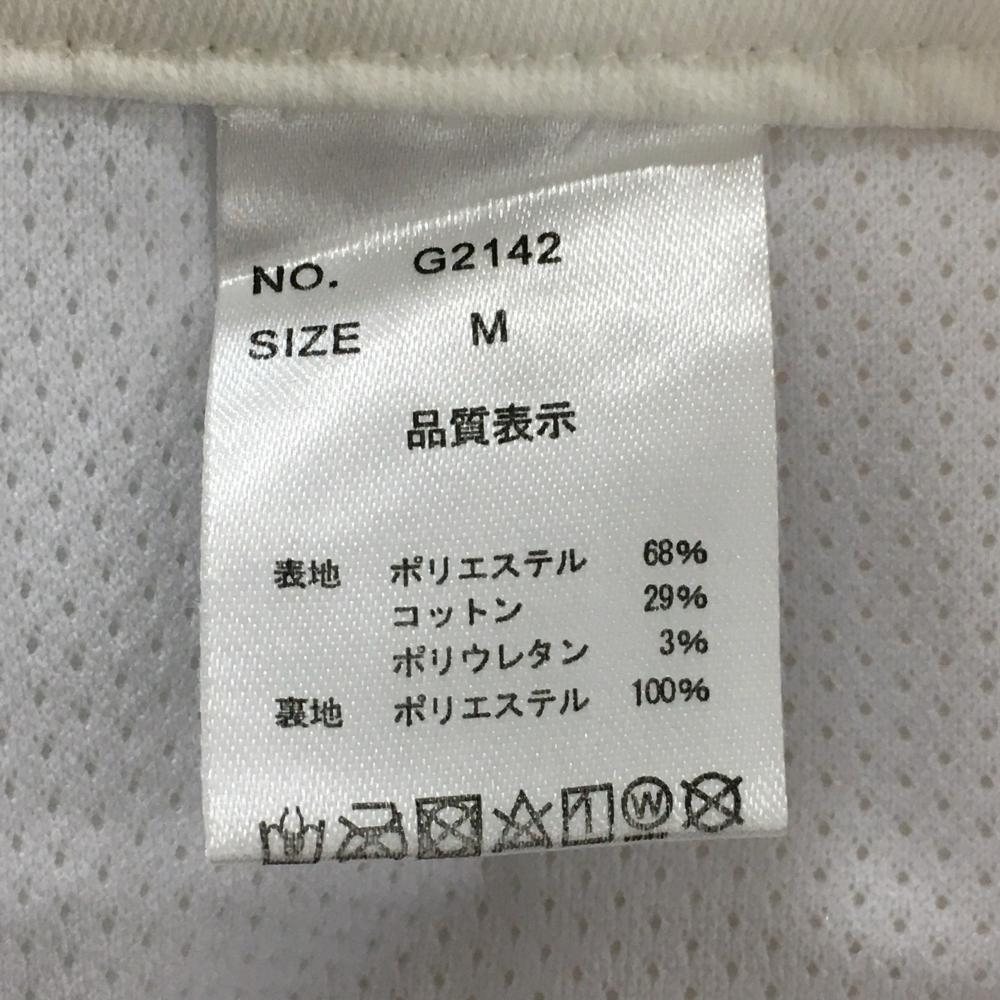 NO. G2142
SIZE M
品質表示
表地 ポリエステル 68%
コットン 29%
ポリウレタン 3%
裏地 ポリエステル 100%
W